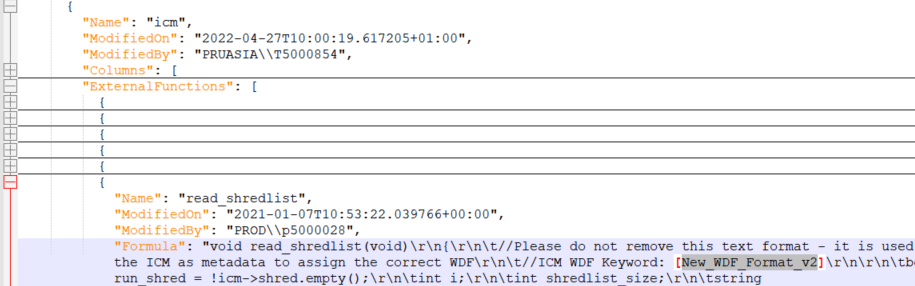 {
"Name": "icm",
"ModifiedOn": "2022-04-27T10:00:19.617205+01:00",
"ModifiedBy": "PRUASIA\\T5000854",
"Columns": [
"ExternalFunctions": [
{
{
{
{
{
{
"Name": "read_shredlist",
"ModifiedOn": "2021-01-07T10:53:22.039766+00:00",
"ModifiedBy": "PROD\\p5000028",
"Formula": "void read_shredlist(void)\r\n{\r\n\t//Please do not remove this text format - it is used
the ICM as metadata to assign the correct WDF\r\n\t//ICM WDF Keyword: [New_WDF_Format_v2]\r\n\r\n\tb
run_shred = !icm->shred.empty();\r\n\tint i;\r\n\tint shredlist_size;\r\n\tstring